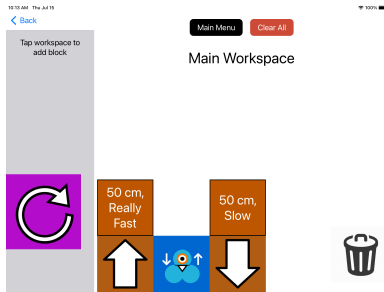 10:13 AM Thu Jul 15
100%
Back
Main Menu
Clear All
Tap workspace to
add block
Main Workspace
50 cm,
Really
Fast
50 cm,
Slow